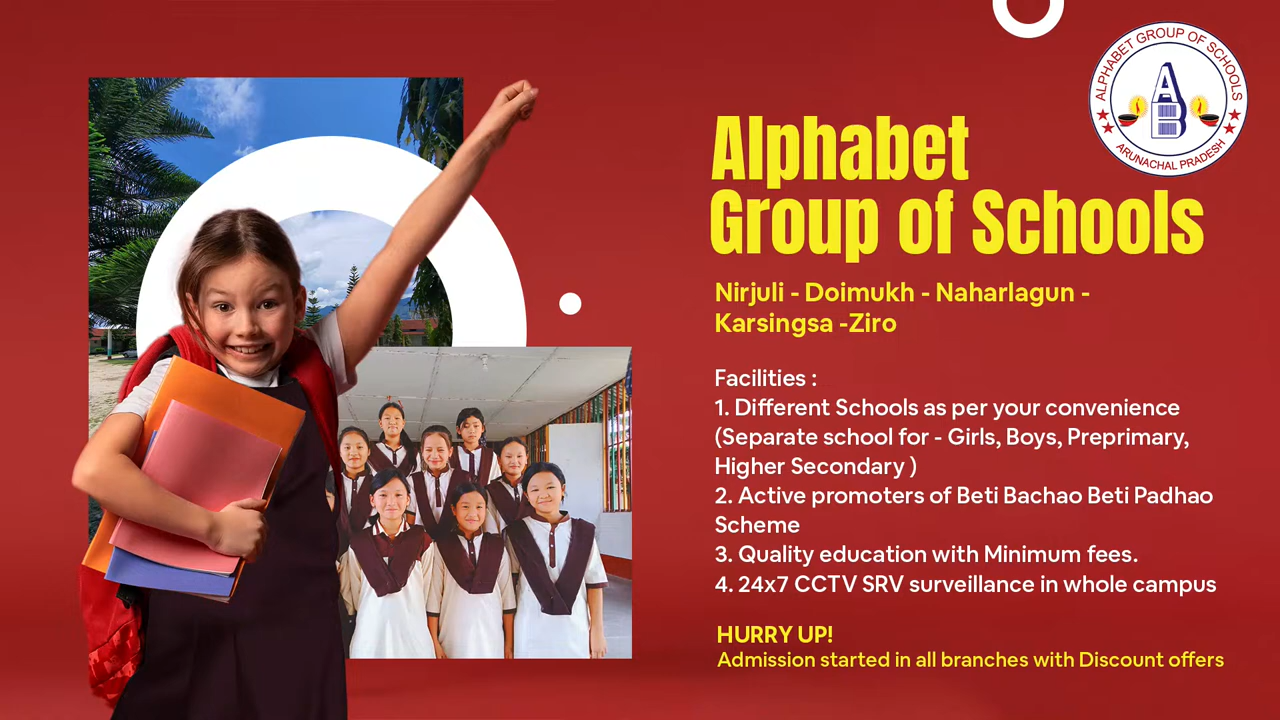 ALPHABET GROUP OF SCHOOLS
AB
ARUNACHAL PRADESH
Alphabet
Group of Schools
Nirjuli - Doimukh - Naharlagun -
Karsingsa -Ziro
Facilities :
1. Different Schools as per your convenience
(Separate school for - Girls, Boys, Preprimary,
Higher Secondary )
2. Active promoters of Beti Bachao Beti Padhao
Scheme
3. Quality education with Minimum fees.
4. 24x7 CCTV SRV surveillance in whole campus
HURRY UP!
Admission started in all branches with Discount offers